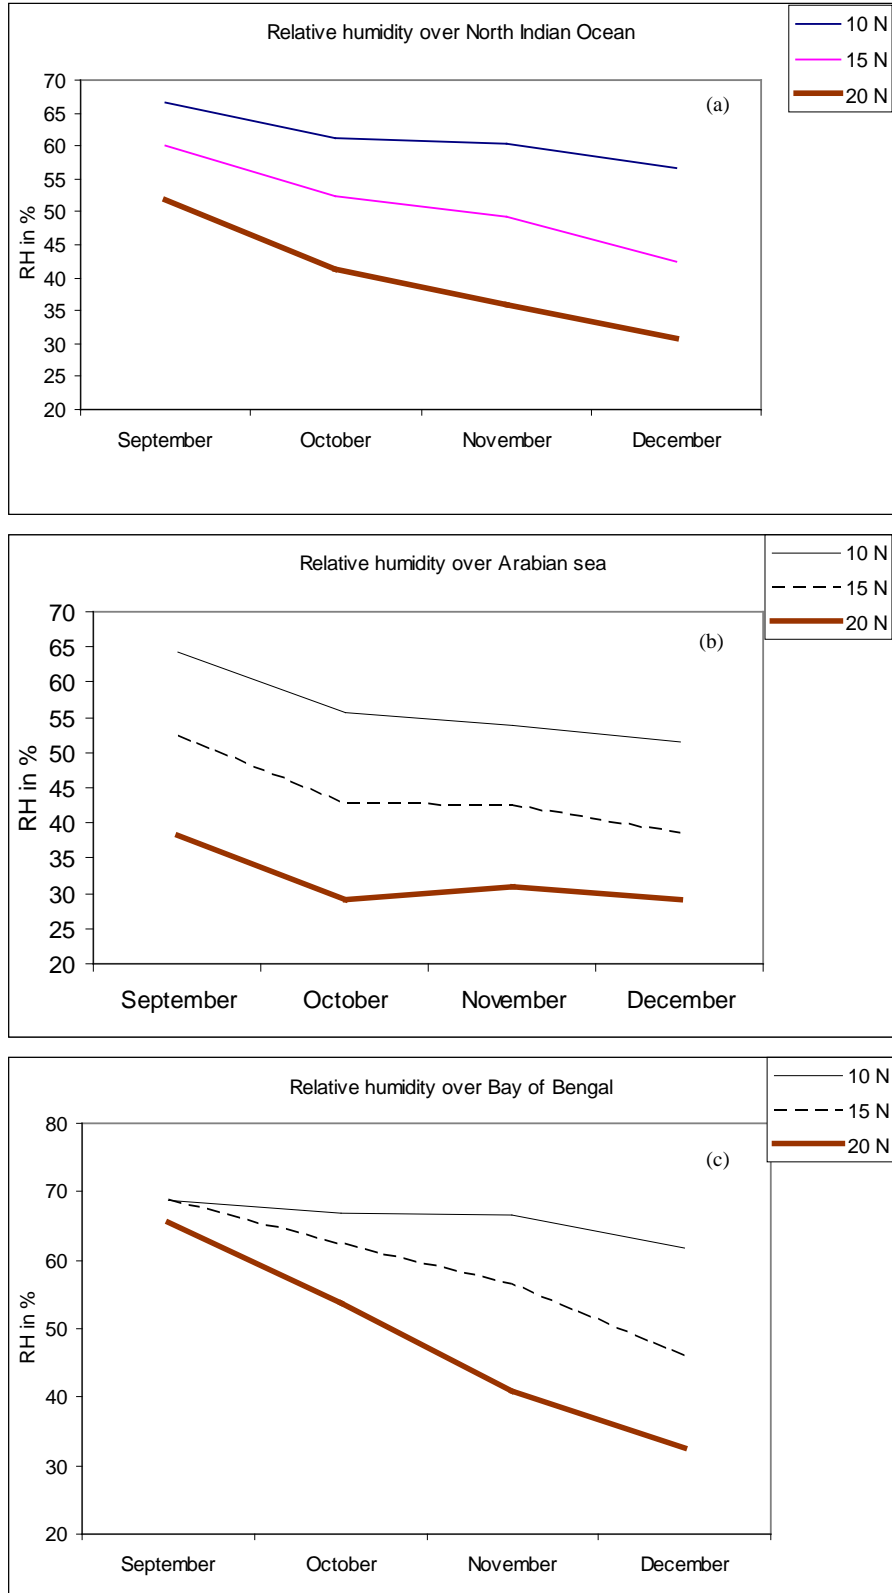 Relative humidity over North Indian Ocean
10 N
15 N
20 N
(a)
RH in %
70
65
60
55
50
45
40
35
30
25
20
September October November December
Relative humidity over Arabian sea
10 N
15 N
20 N
(b)
RH in %
70
65
60
55
50
45
40
35
30
25
20
September October November December
Relative humidity over Bay of Bengal
10 N
15 N
20 N
(c)
RH in %
80
70
60
50
40
30
20
September October November December